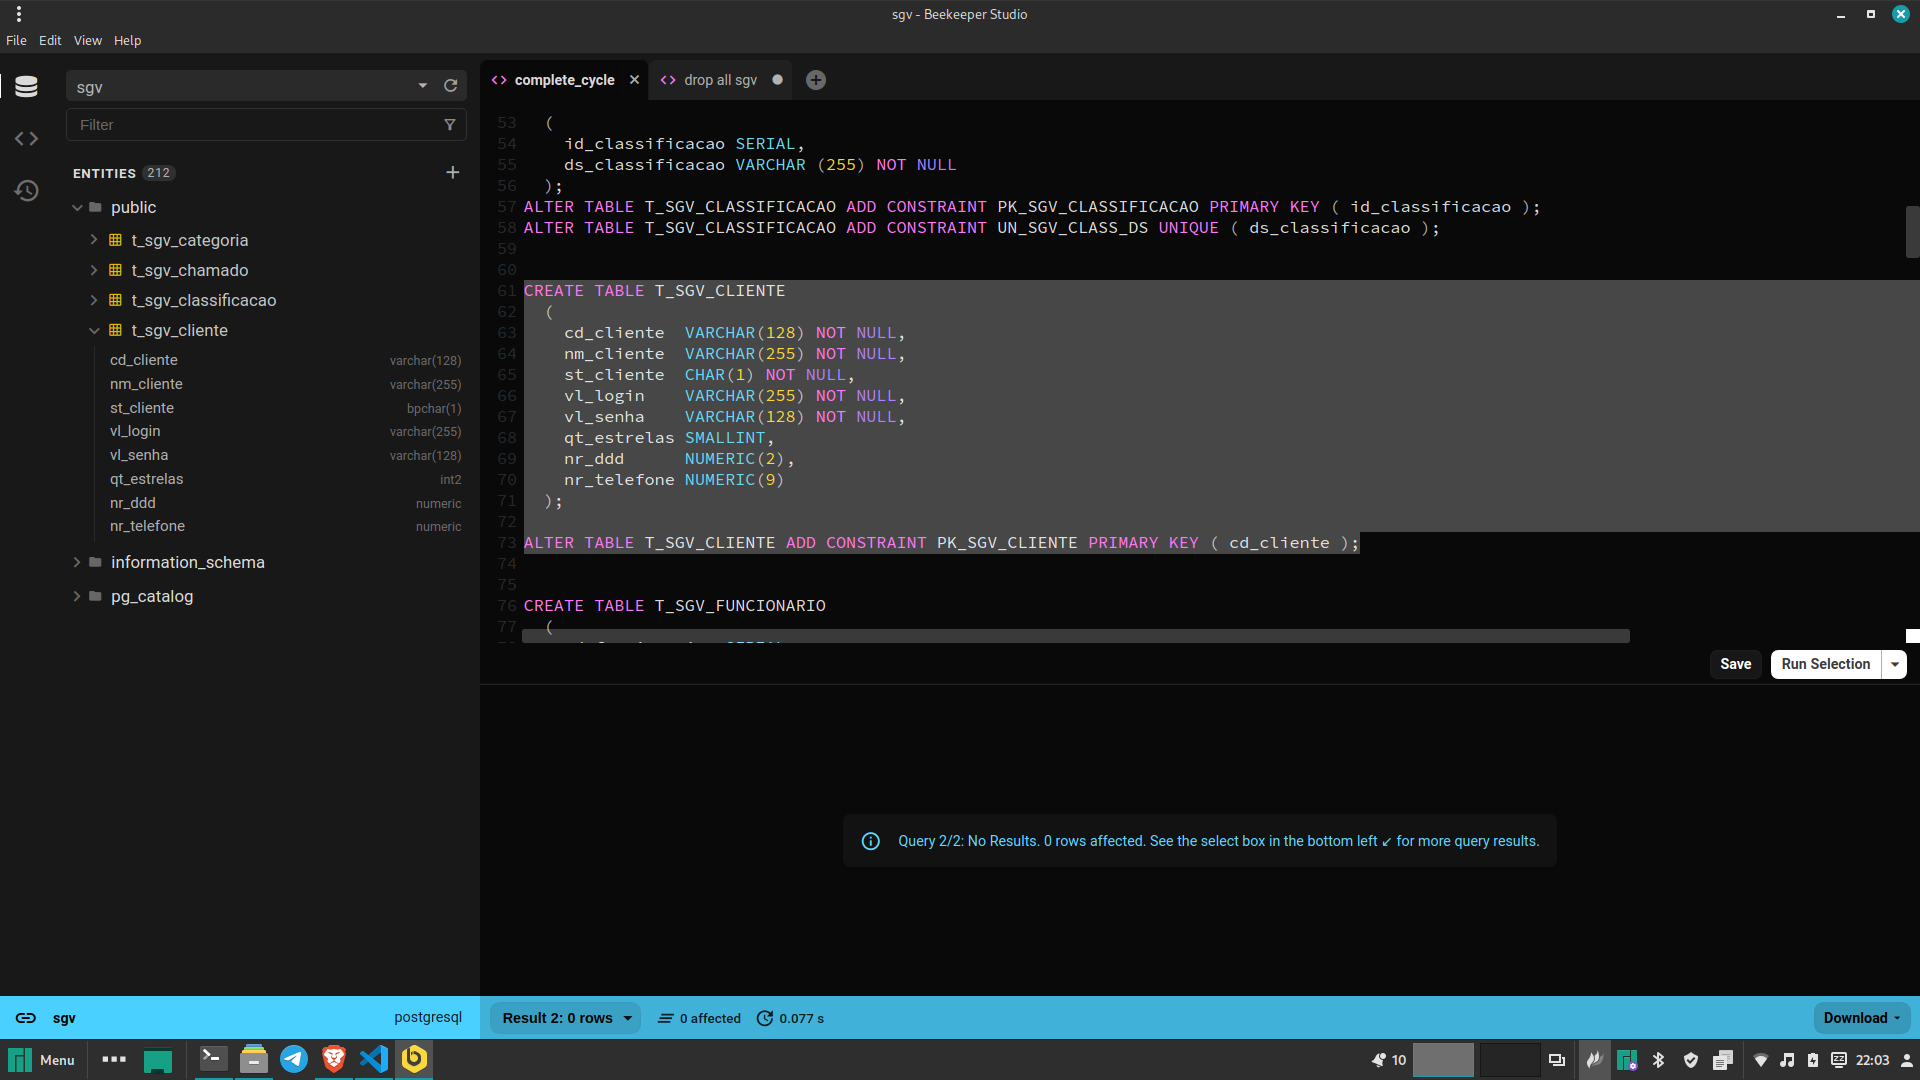 sgv - Beekeeper Studio
File Edit View Help
sgv
Filter
ENTITIES 212
public
t_sgv_categoria
t_sgv_chamado
t_sgv_classificacao
t_sgv_cliente
cd_cliente varchar(128)
nm_cliente varchar(255)
st_cliente bpchar(1)
vl_login varchar(255)
vl_senha varchar(128)
qt_estrelas int2
nr_ddd numeric
nr_telefone numeric
information_schema
pg_catalog
complete_cycle drop all sgv
53 (
54 id_classificacao SERIAL,
55 ds_classificacao VARCHAR (255) NOT NULL
56 );
57 ALTER TABLE T_SGV_CLASSIFICACAO ADD CONSTRAINT PK_SGV_CLASSIFICACAO PRIMARY KEY ( id_classificacao );
58 ALTER TABLE T_SGV_CLASSIFICACAO ADD CONSTRAINT UN_SGV_CLASS_DS UNIQUE ( ds_classificacao );
59
60
61 CREATE TABLE T_SGV_CLIENTE
62 (
63 cd_cliente VARCHAR(128) NOT NULL,
64 nm_cliente VARCHAR(255) NOT NULL,
65 st_cliente CHAR(1) NOT NULL,
66 vl_login VARCHAR(255) NOT NULL,
67 vl_senha VARCHAR(128) NOT NULL,
68 qt_estrelas SMALLINT,
69 nr_ddd NUMERIC(2),
70 nr_telefone NUMERIC(9)
71 );
72
73 ALTER TABLE T_SGV_CLIENTE ADD CONSTRAINT PK_SGV_CLIENTE PRIMARY KEY ( cd_cliente );
74
75
76 CREATE TABLE T_SGV_FUNCIONARIO
77 (
Save Run Selection
Query 2/2: No Results. 0 rows affected. See the select box in the bottom left ↙ for more query results.
sgv postgresql Result 2: 0 rows 0 affected 0.077 s Download
Menu 10 22:03